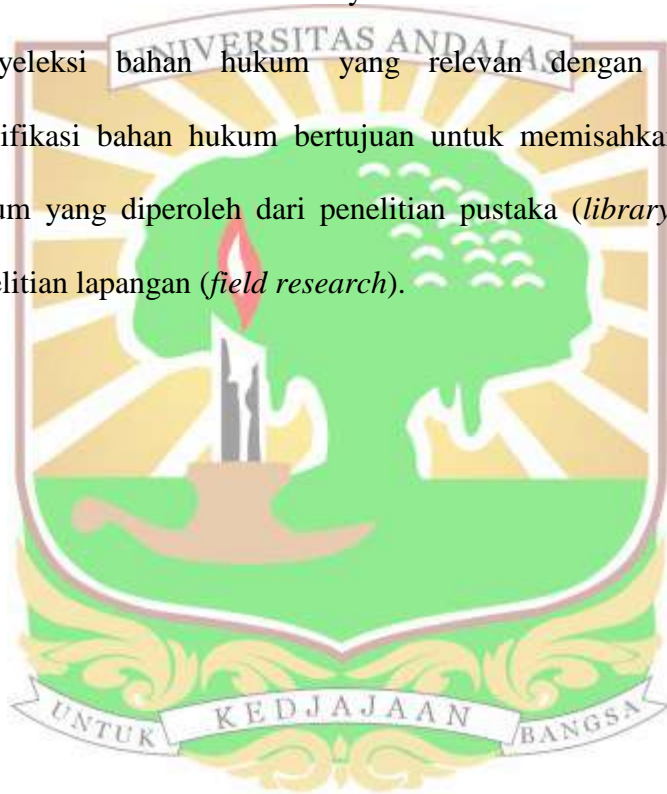 UNIVERSITAS ANDALAS
yeleksi bahan hukum yang relevan dengan
ifikasi bahan hukum bertujuan untuk memisahkan
um yang diperoleh dari penelitian pustaka (library
elitian lapangan (field research).
UNTUK KEDJAJAAN BANGSA